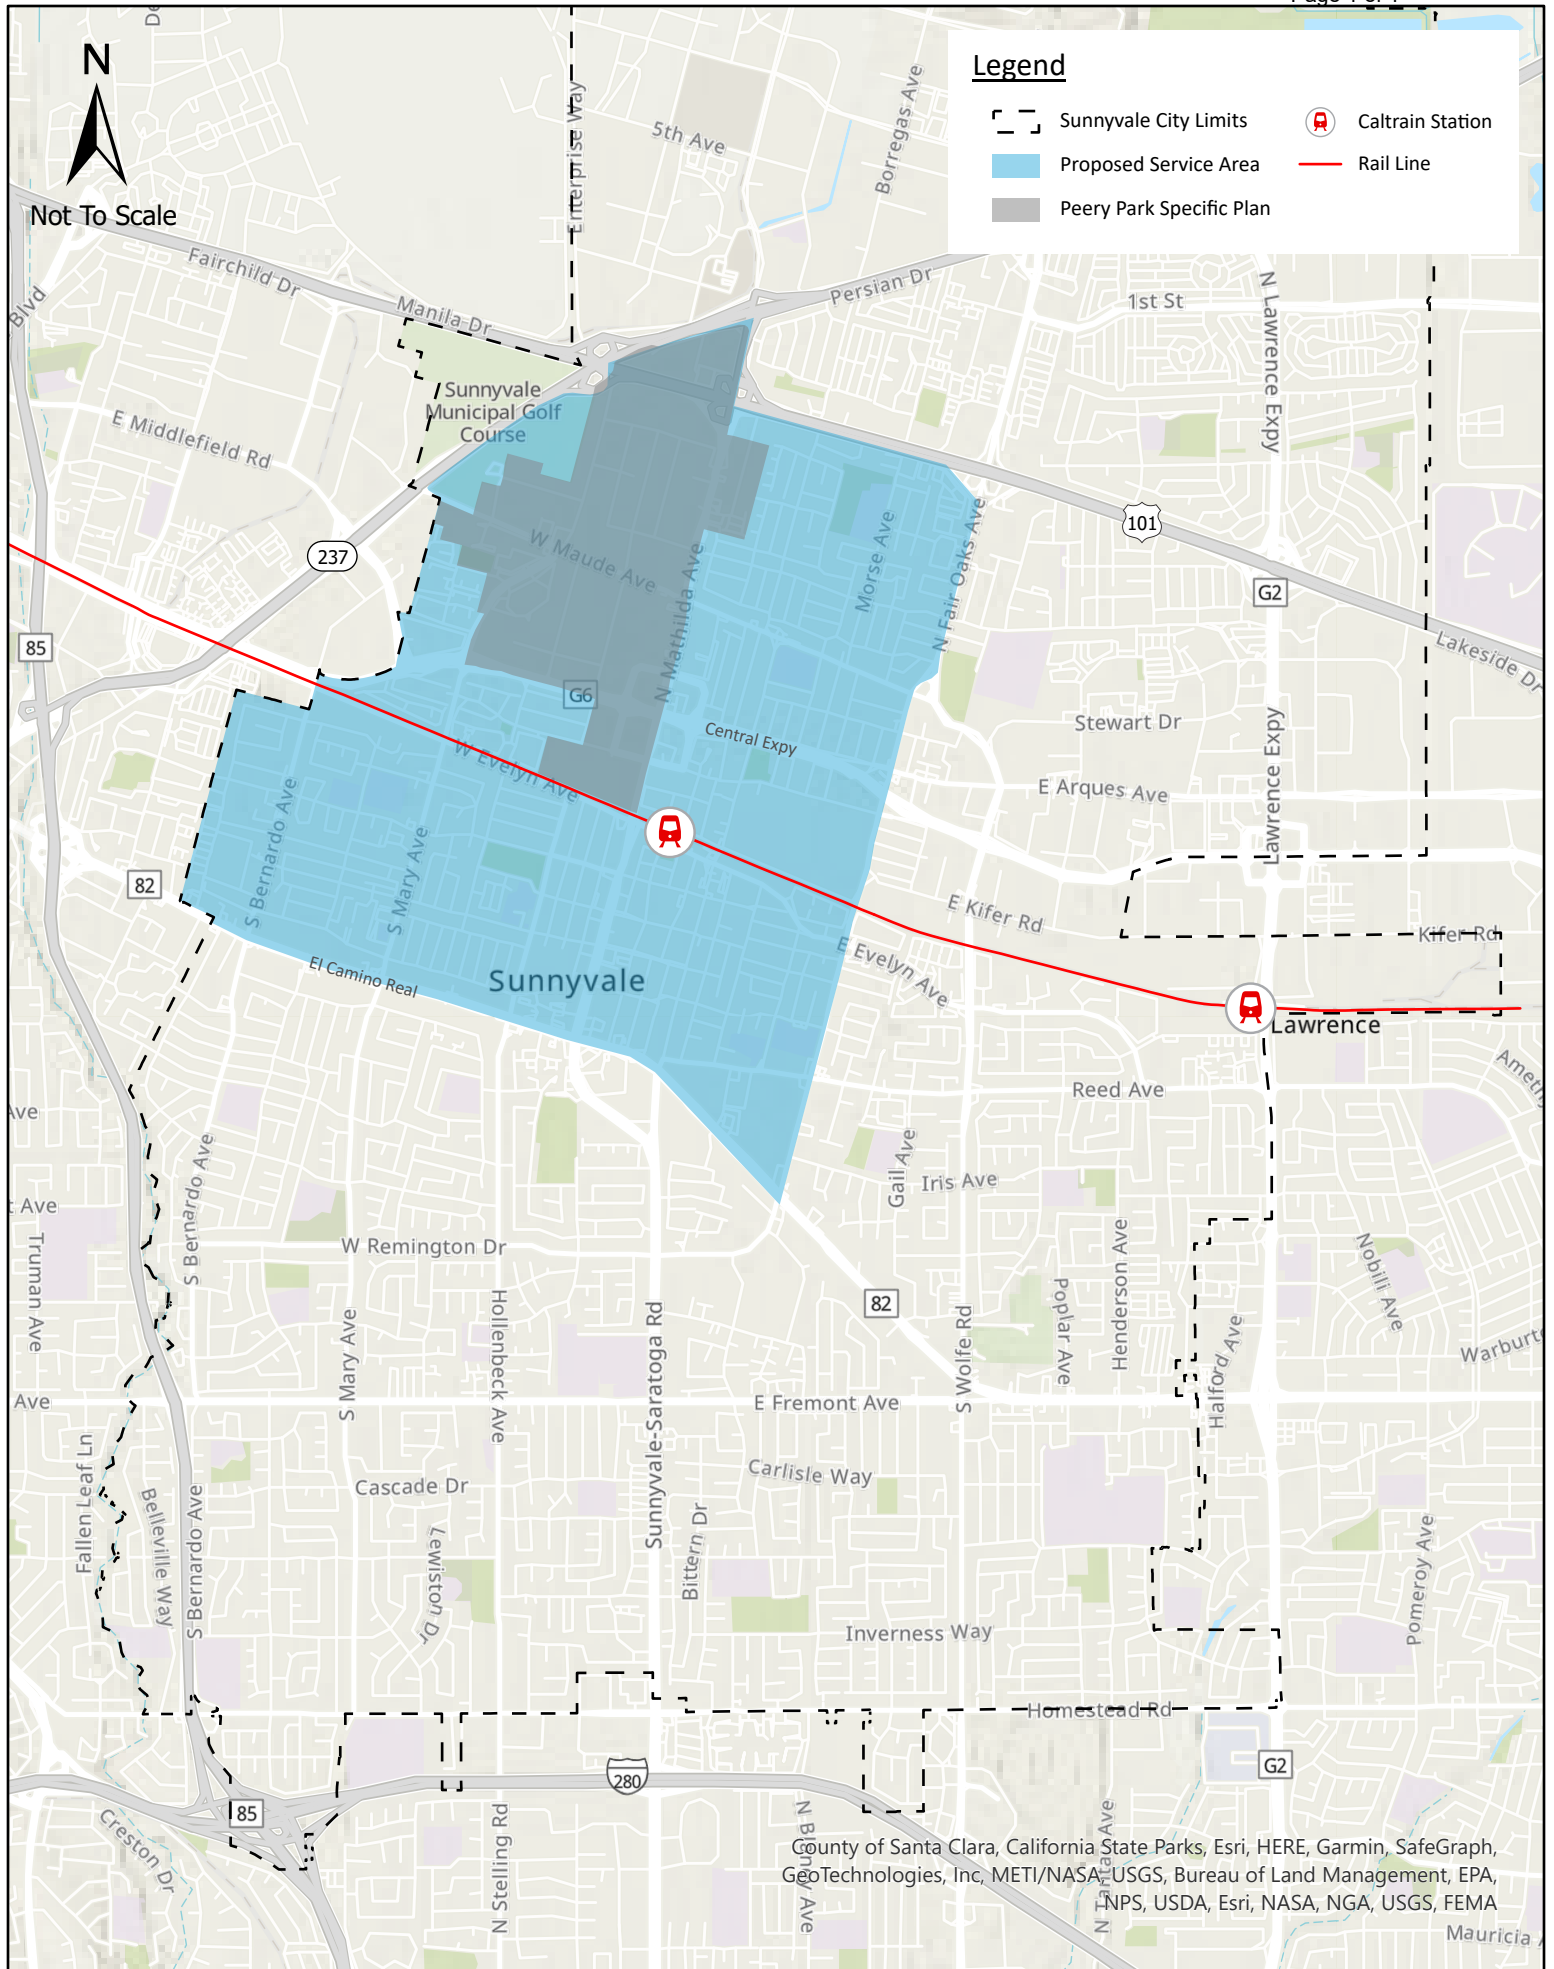 N
Not To Scale
Legend
Sunnyvale City Limits
Caltrain Station
Proposed Service Area
Rail Line
Peery Park Specific Plan
Enterprise Way
5th Ave
Borregas Ave
Persian Dr
1st St
N Lawrence Expy
Fairchild Dr
Manila Dr
Blvd
Sunnyvale
Municipal Golf
Course
E Middlefield Rd
237
101
G2
85
W Maude Ave
Morse Ave
N Fair Oaks Ave
N Mathilda Ave
Lakeside Dr
G6
Central Expy
Stewart Dr
Lawrence Expy
W Evelyn Ave
E Arques Ave
S Bernardo Ave
S Mary Ave
82
E Kifer Rd
Kifer Rd
E Evelyn Ave
El Camino Real
Sunnyvale
Lawrence
Reed Ave
Ave
Gail Ave
Iris Ave
S Bernardo Ave
t Ave
Truman Ave
W Remington Dr
Henderson Ave
Nobili Ave
82
Poplar Ave
Hollenbeck Ave
S Mary Ave
Sunnyvale-Saratoga Rd
S Wolfe Rd
Halford Ave
Warburt
Ave
E Fremont Ave
Fallen Leaf Ln
Belleville Way
S Bernardo Ave
Cascade Dr
Carlisle Way
Lewiston Dr
Bittern Dr
Pomeroy Ave
Inverness Way
Homestead Rd
280
G2
85
Creston Dr
N Stelling Rd
County of Santa Clara, California State Parks, Esri, HERE, Garmin, SafeGraph,
GeoTechnologies, Inc, METI/NASA, USGS, Bureau of Land Management, EPA,
NPS, USDA, Esri, NASA, NGA, USGS, FEMA
Mauricia